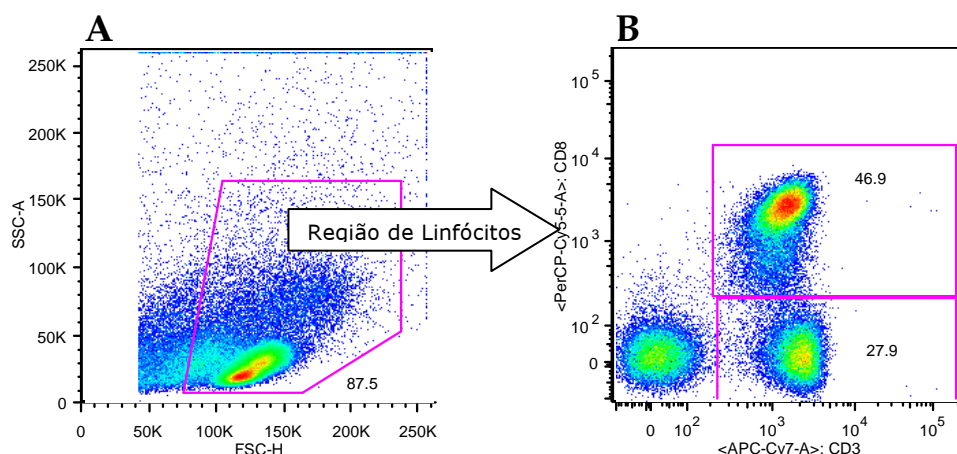 A
250K
200K
150K
100K
50K
0
SSC-A
0
50K
100K
150K
200K
250K
FSC-H
87.5
Região de Linfócitos
B
10^5
10^4
10^3
10^2
0
<PerCP-Cy5-5-A>: CD8
46.9
27.9
0
10^2
10^3
10^4
10^5
<APC-Cy7-A>: CD3